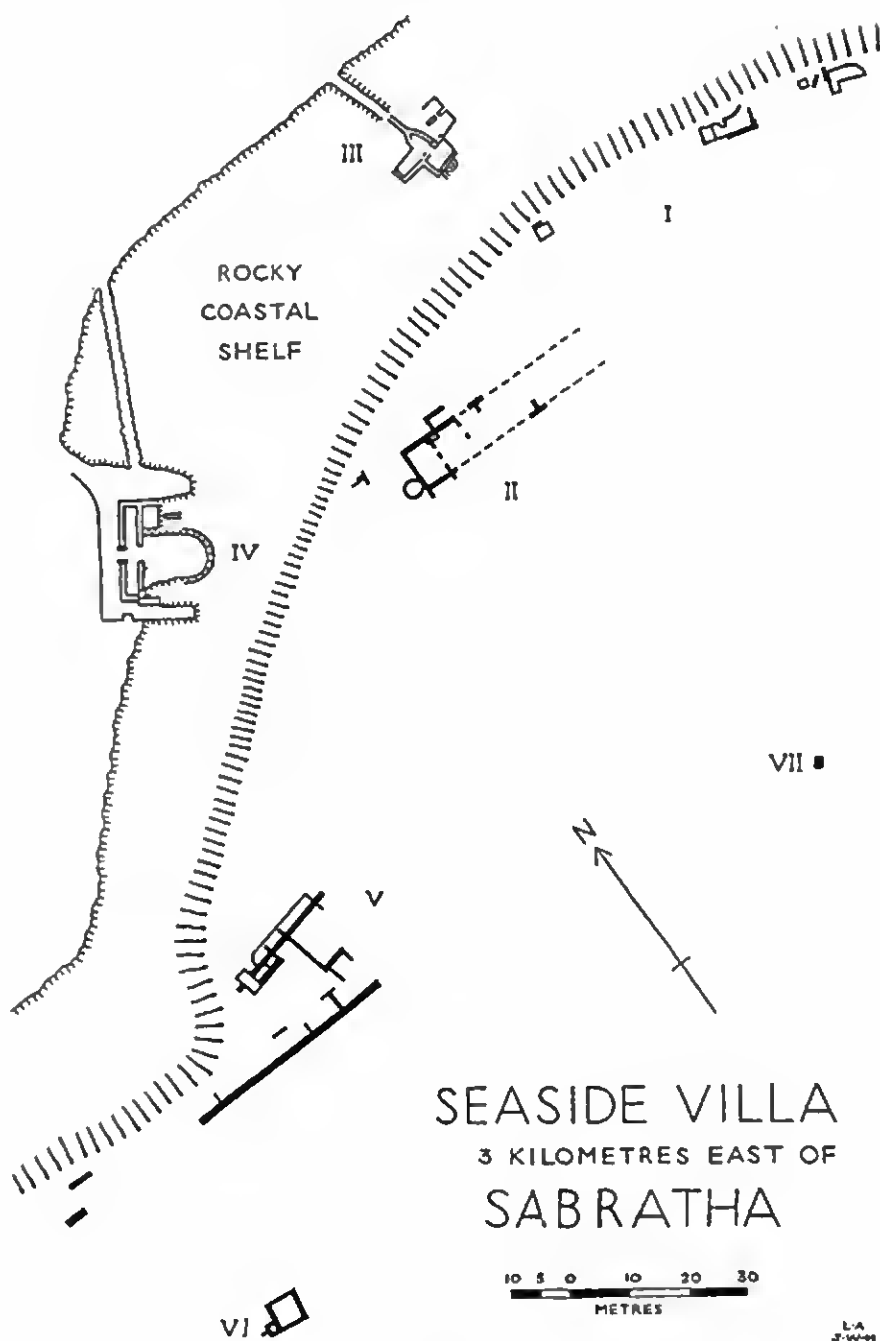 III
I
ROCKY
COASTAL
SHELF
II
IV
VII
N
V
SEASIDE VILLA
3 KILOMETRES EAST OF
SABRATHA
10 5 0 10 20 30
METRES
VI